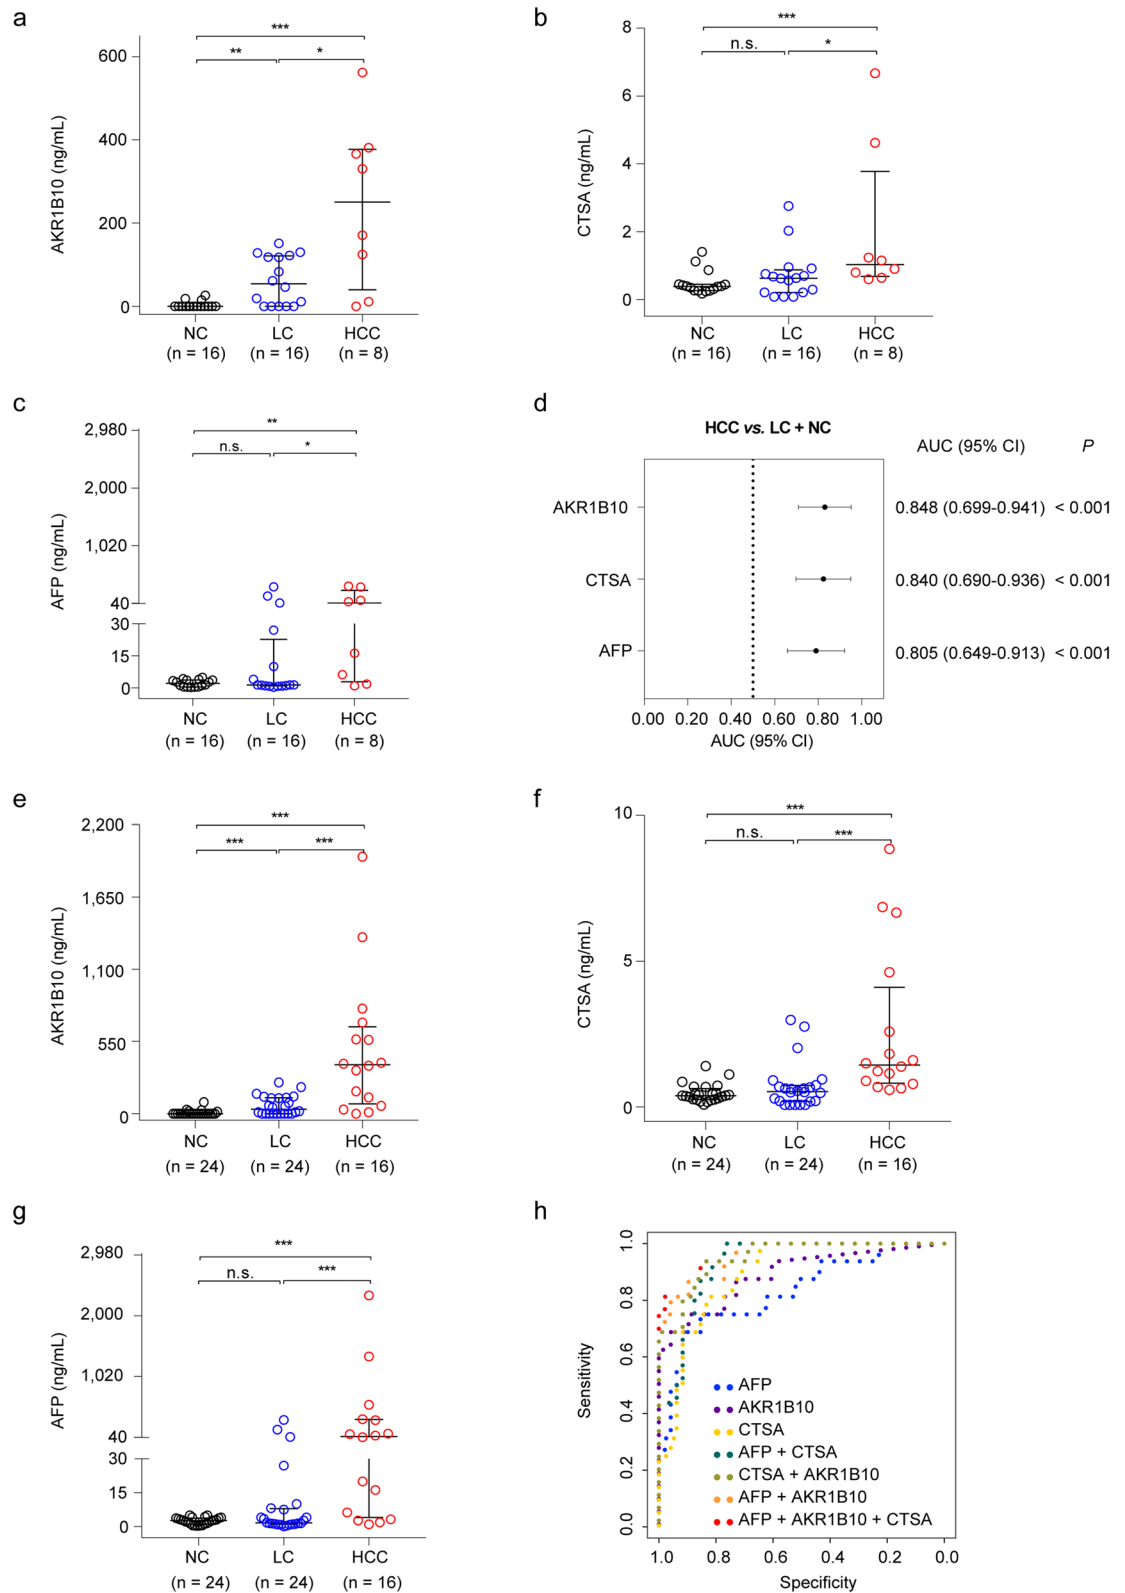 a
***
**
*
600
400
200
0
AKR1B10 (ng/mL)
NC
LC
HCC
(n = 16)
(n = 16)
(n = 8)
b
***
n.s.
*
8
6
4
2
0
CTSA (ng/mL)
NC
LC
HCC
(n = 16)
(n = 16)
(n = 8)
c
**
n.s.
*
2,980
2,000
1,020
40
30
15
0
AFP (ng/mL)
NC
LC
HCC
(n = 16)
(n = 16)
(n = 8)
d
HCC vs. LC + NC
AUC (95% CI) P
AKR1B10
0.848 (0.699-0.941) < 0.001
CTSA
0.840 (0.690-0.936) < 0.001
AFP
0.805 (0.649-0.913) < 0.001
0.00 0.20 0.40 0.60 0.80 1.00
AUC (95% CI)
e
***
***
***
2,200
1,650
1,100
550
0
AKR1B10 (ng/mL)
NC
LC
HCC
(n = 24)
(n = 24)
(n = 16)
f
***
n.s.
***
10
5
0
CTSA (ng/mL)
NC
LC
HCC
(n = 24)
(n = 24)
(n = 16)
g
***
n.s.
***
2,980
2,000
1,020
40
30
15
0
AFP (ng/mL)
NC
LC
HCC
(n = 24)
(n = 24)
(n = 16)
h
1.0
0.8
0.6
0.4
0.2
0.0
Sensitivity
AFP
AKR1B10
CTSA
AFP + CTSA
CTSA + AKR1B10
AFP + AKR1B10
AFP + AKR1B10 + CTSA
1.0 0.8 0.6 0.4 0.2 0.0
Specificity